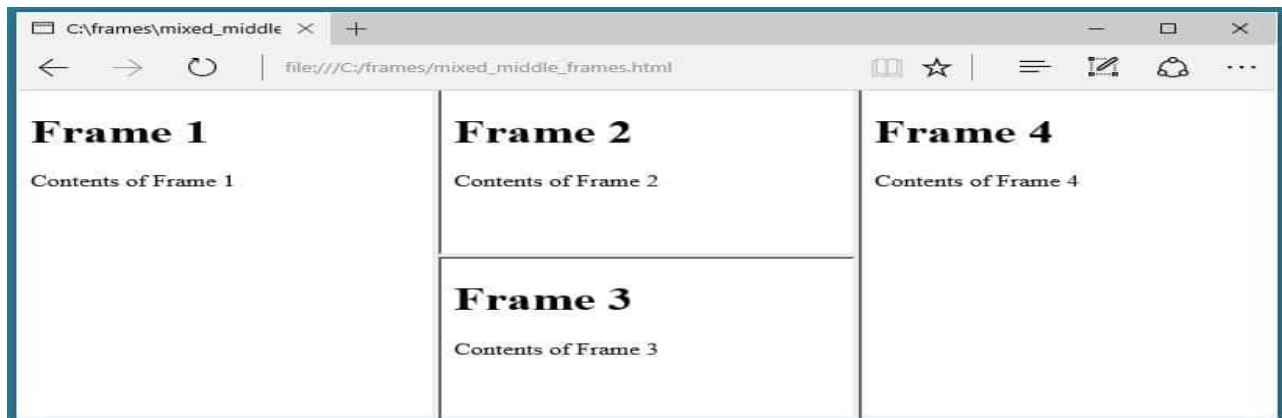 C:\frames\mixed_middle
file:///C:/frames/mixed_middle_frames.html
Frame 1
Contents of Frame 1
Frame 2
Contents of Frame 2
Frame 3
Contents of Frame 3
Frame 4
Contents of Frame 4